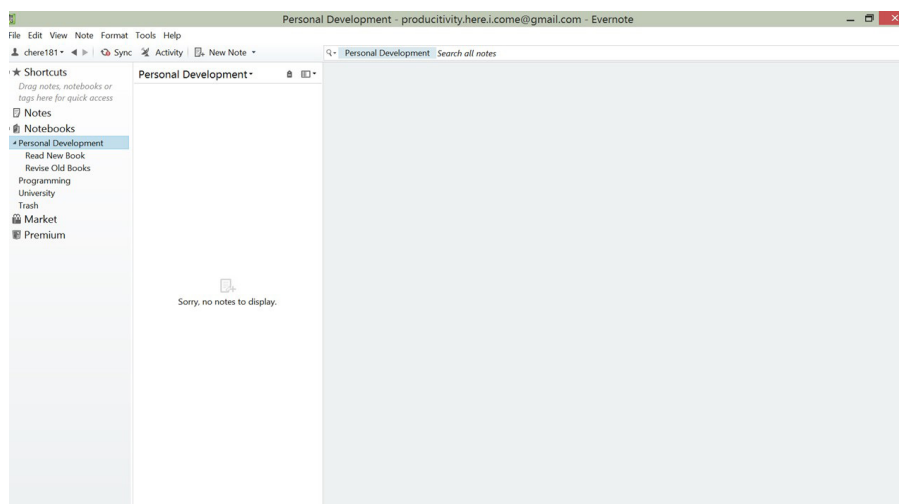 Personal Development - producitivity.here.i.come@gmail.com - Evernote
File Edit View Note Format Tools Help
chere181 Sync Activity New Note Personal Development Search all notes
Shortcuts
Drag notes, notebooks or
tags here for quick access
Notes
Notebooks
Personal Development
Read New Book
Revise Old Books
Programming
University
Trash
Market
Premium
Personal Development
Sorry, no notes to display.